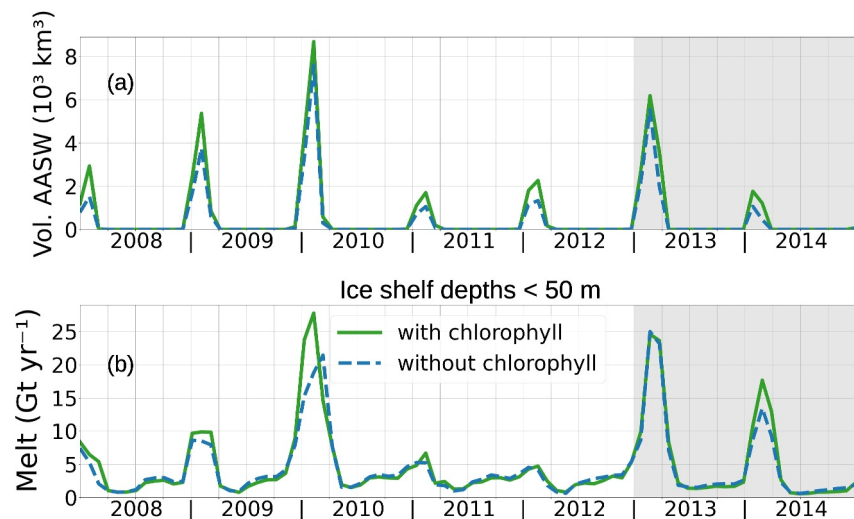 Vol. AASW (10³ km³)
8
6
4
2
0
(a)
2008 | 2009 | 2010 | 2011 | 2012 | 2013 | 2014
Ice shelf depths < 50 m
Melt (Gt yr⁻¹)
25
20
15
10
5
0
(b)
with chlorophyll
without chlorophyll
2008 | 2009 | 2010 | 2011 | 2012 | 2013 | 2014